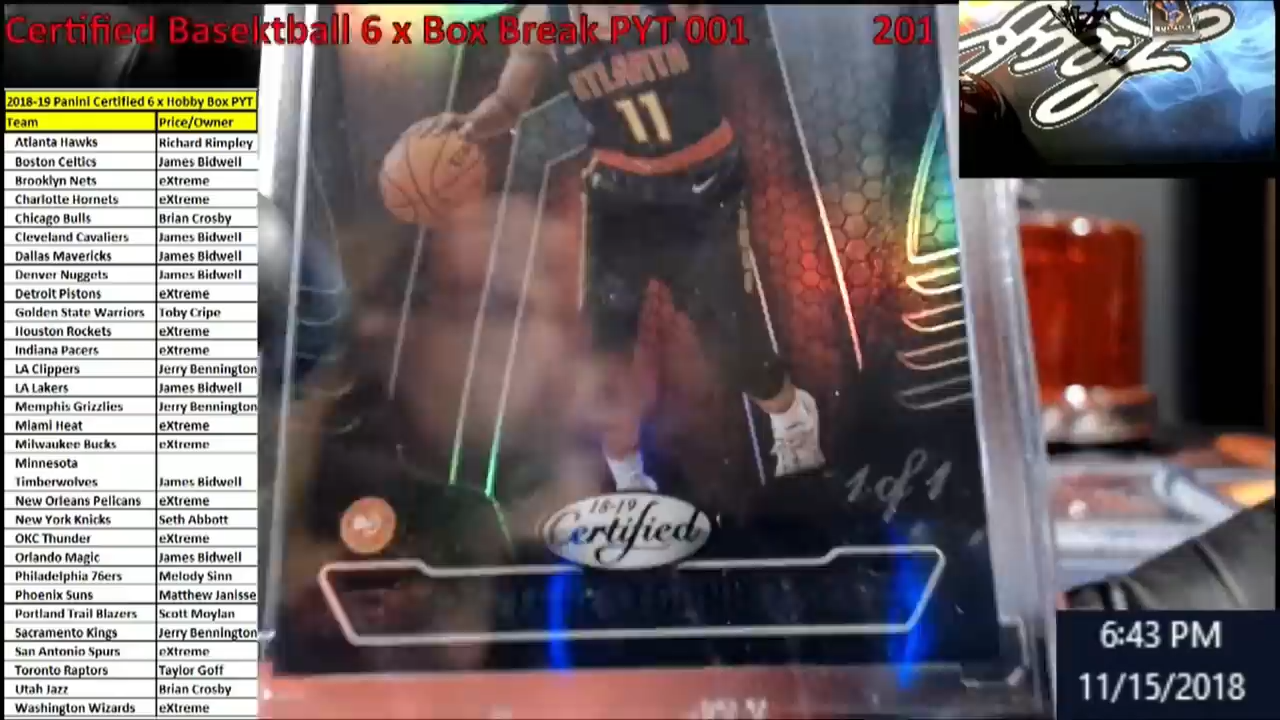 Certified Basektball 6 x Box Break PYT 001 201
2018-19 Panini Certified 6 x Hobby Box PYT
Team Price/Owner
Atlanta Hawks Richard Rimpley
Boston Celtics James Bidwell
Brooklyn Nets eXtreme
Charlotte Hornets eXtreme
Chicago Bulls Brian Crosby
Cleveland Cavaliers James Bidwell
Dallas Mavericks James Bidwell
Denver Nuggets James Bidwell
Detroit Pistons eXtreme
Golden State Warriors Toby Cripe
Houston Rockets eXtreme
Indiana Pacers eXtreme
LA Clippers Jerry Bennington
LA Lakers James Bidwell
Memphis Grizzlies Jerry Bennington
Miami Heat eXtreme
Milwaukee Bucks eXtreme
Minnesota
Timberwolves James Bidwell
New Orleans Pelicans eXtreme
New York Knicks Seth Abbott
OKC Thunder eXtreme
Orlando Magic James Bidwell
Philadelphia 76ers Melody Sinn
Phoenix Suns Matthew Janisse
Portland Trail Blazers Scott Moylan
Sacramento Kings Jerry Bennington
San Antonio Spurs eXtreme
Toronto Raptors Taylor Goff
Utah Jazz Brian Crosby
Washington Wizards eXtreme
ATLANTA
11
1 of 1
18-19
Certified
6:43 PM
11/15/2018